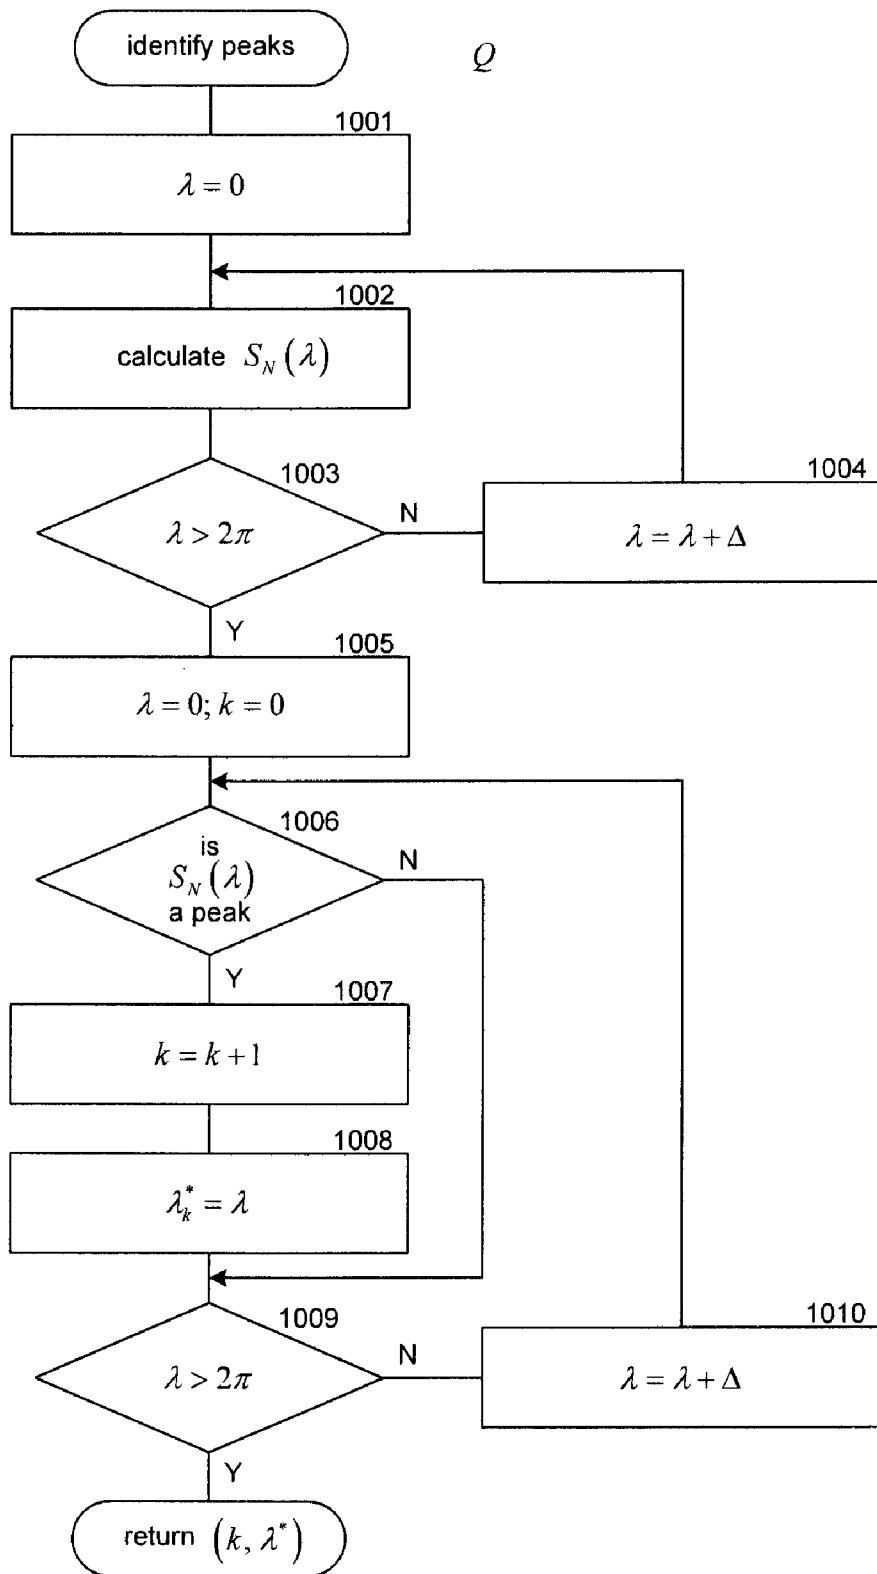 identify peaks
Q
1001
λ = 0
1002
calculate S_N(λ)
1003
λ > 2π
N
1004
λ = λ + Δ
Y
1005
λ = 0; k = 0
1006
is
S_N(λ)
a peak
N
Y
1007
k = k + 1
1008
λ*_k = λ
1009
λ > 2π
N
1010
λ = λ + Δ
Y
return (k, λ*)